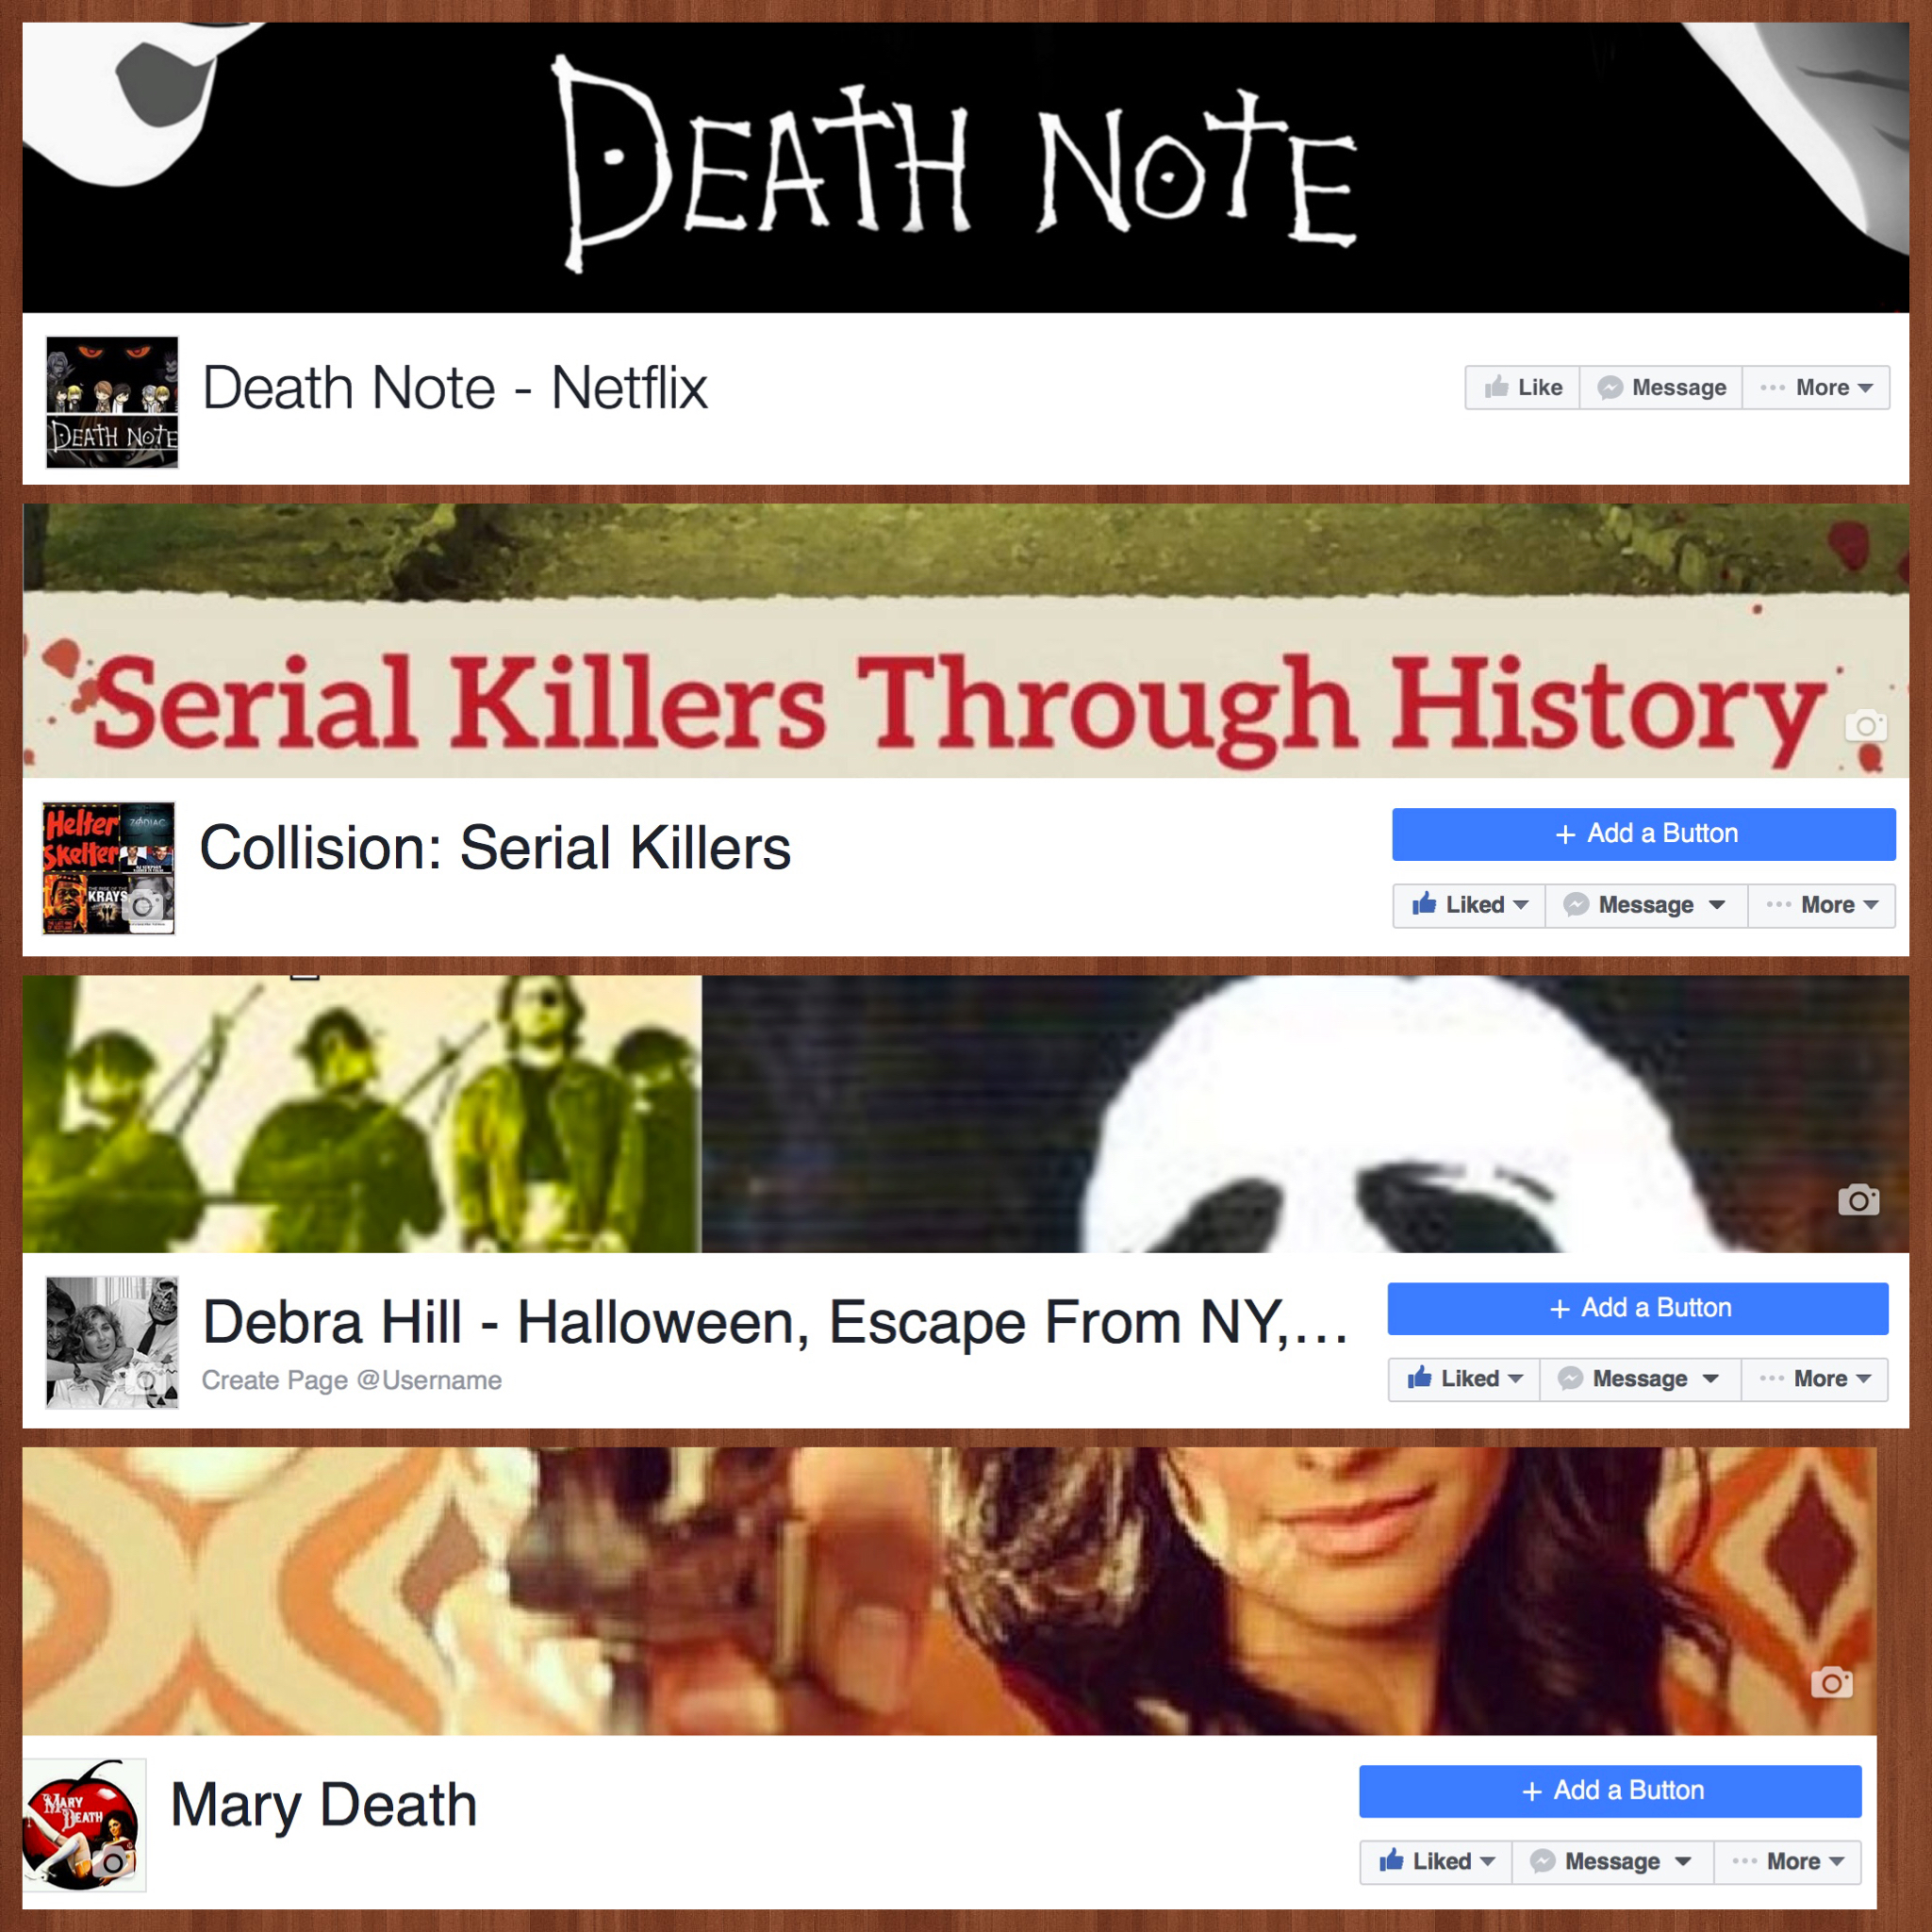 DEATH NOTE
DEATH NOTE
Death Note - Netflix
Like
Message
More
Serial Killers Through History
Helter
Skelter
ZODIAC
KRAYS
Collision: Serial Killers
+ Add a Button
Liked
Message
More
Debra Hill - Halloween, Escape From NY,...
Create Page @Username
+ Add a Button
Liked
Message
More
MARY
DEATH
Mary Death
+ Add a Button
Liked
Message
More